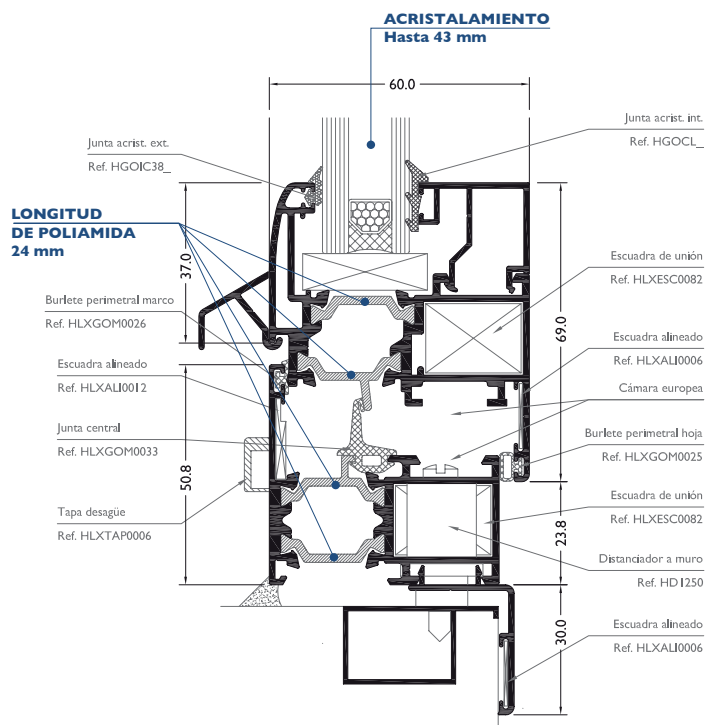 ACRISTALAMIENTO
Hasta 43 mm
60.0
Junta acrist. ext.
Ref. HGOIC38_
Junta acrist. int.
Ref. HGOCL_
LONGITUD
DE POLIAMIDA
24 mm
37.0
69.0
Burlete perimetral marco
Ref. HLXGOM0026
Escuadra alineado
Ref. HLXALI0012
Junta central
Ref. HLXGOM0033
50.8
Tapa desagüe
Ref. HLXTAP0006
Escuadra de unión
Ref. HLXESC0082
Escuadra alineado
Ref. HLXALI0006
Cámara europea
Burlete perimetral hoja
Ref. HLXGOM0025
Escuadra de unión
Ref. HLXESC0082
23.8
Distanciador a muro
Ref. HD1250
30.0
Escuadra alineado
Ref. HLXALI0006